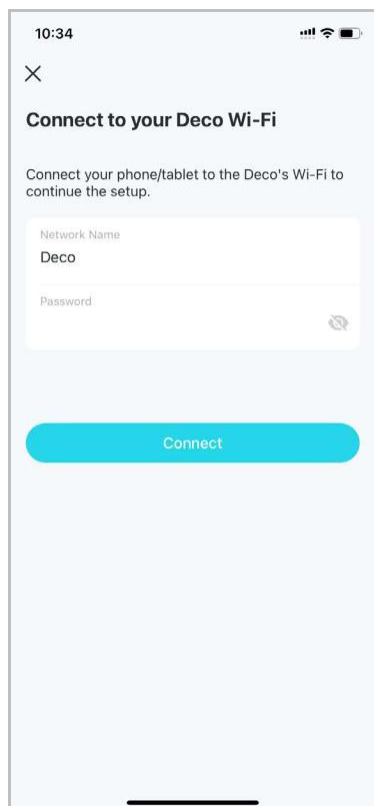 10:34
Connect to your Deco Wi-Fi
Connect your phone/tablet to the Deco's Wi-Fi to
continue the setup.
Network Name
Deco
Password
Connect